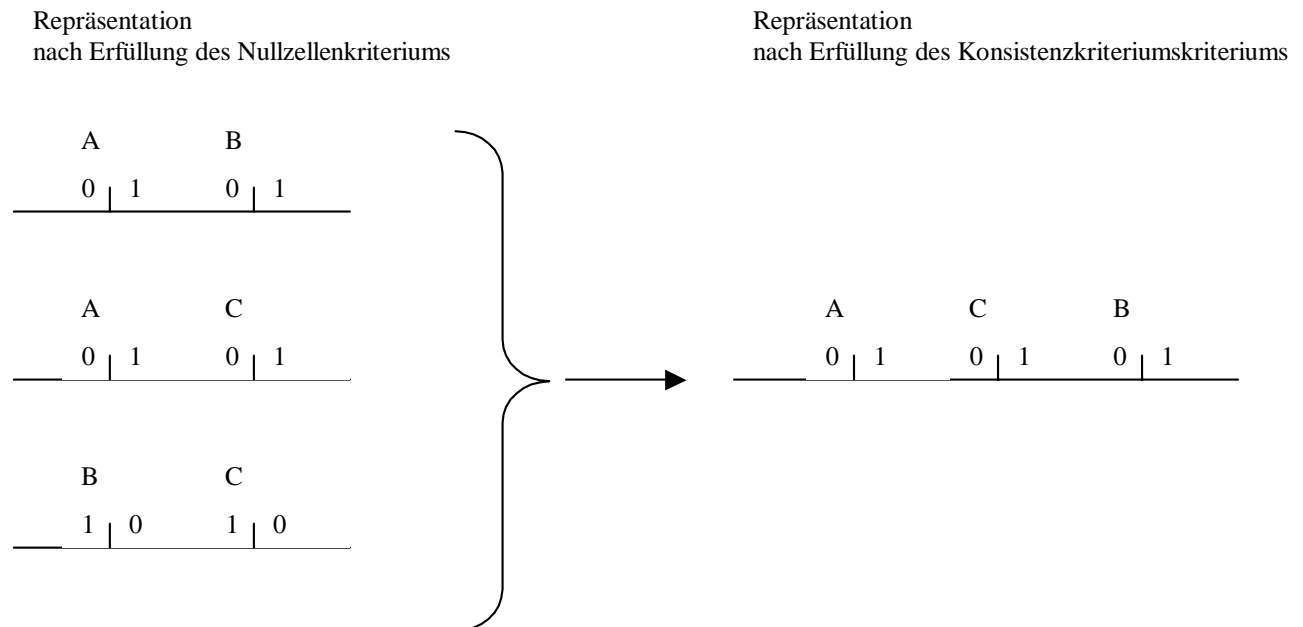 Repräsentation
nach Erfüllung des Nullzellenkriteriums
A B
0 1 0 1
A C
0 1 0 1
B C
1 0 1 0
Repräsentation
nach Erfüllung des Konsistenzkriteriumskriteriums
A C B
0 1 0 1 0 1